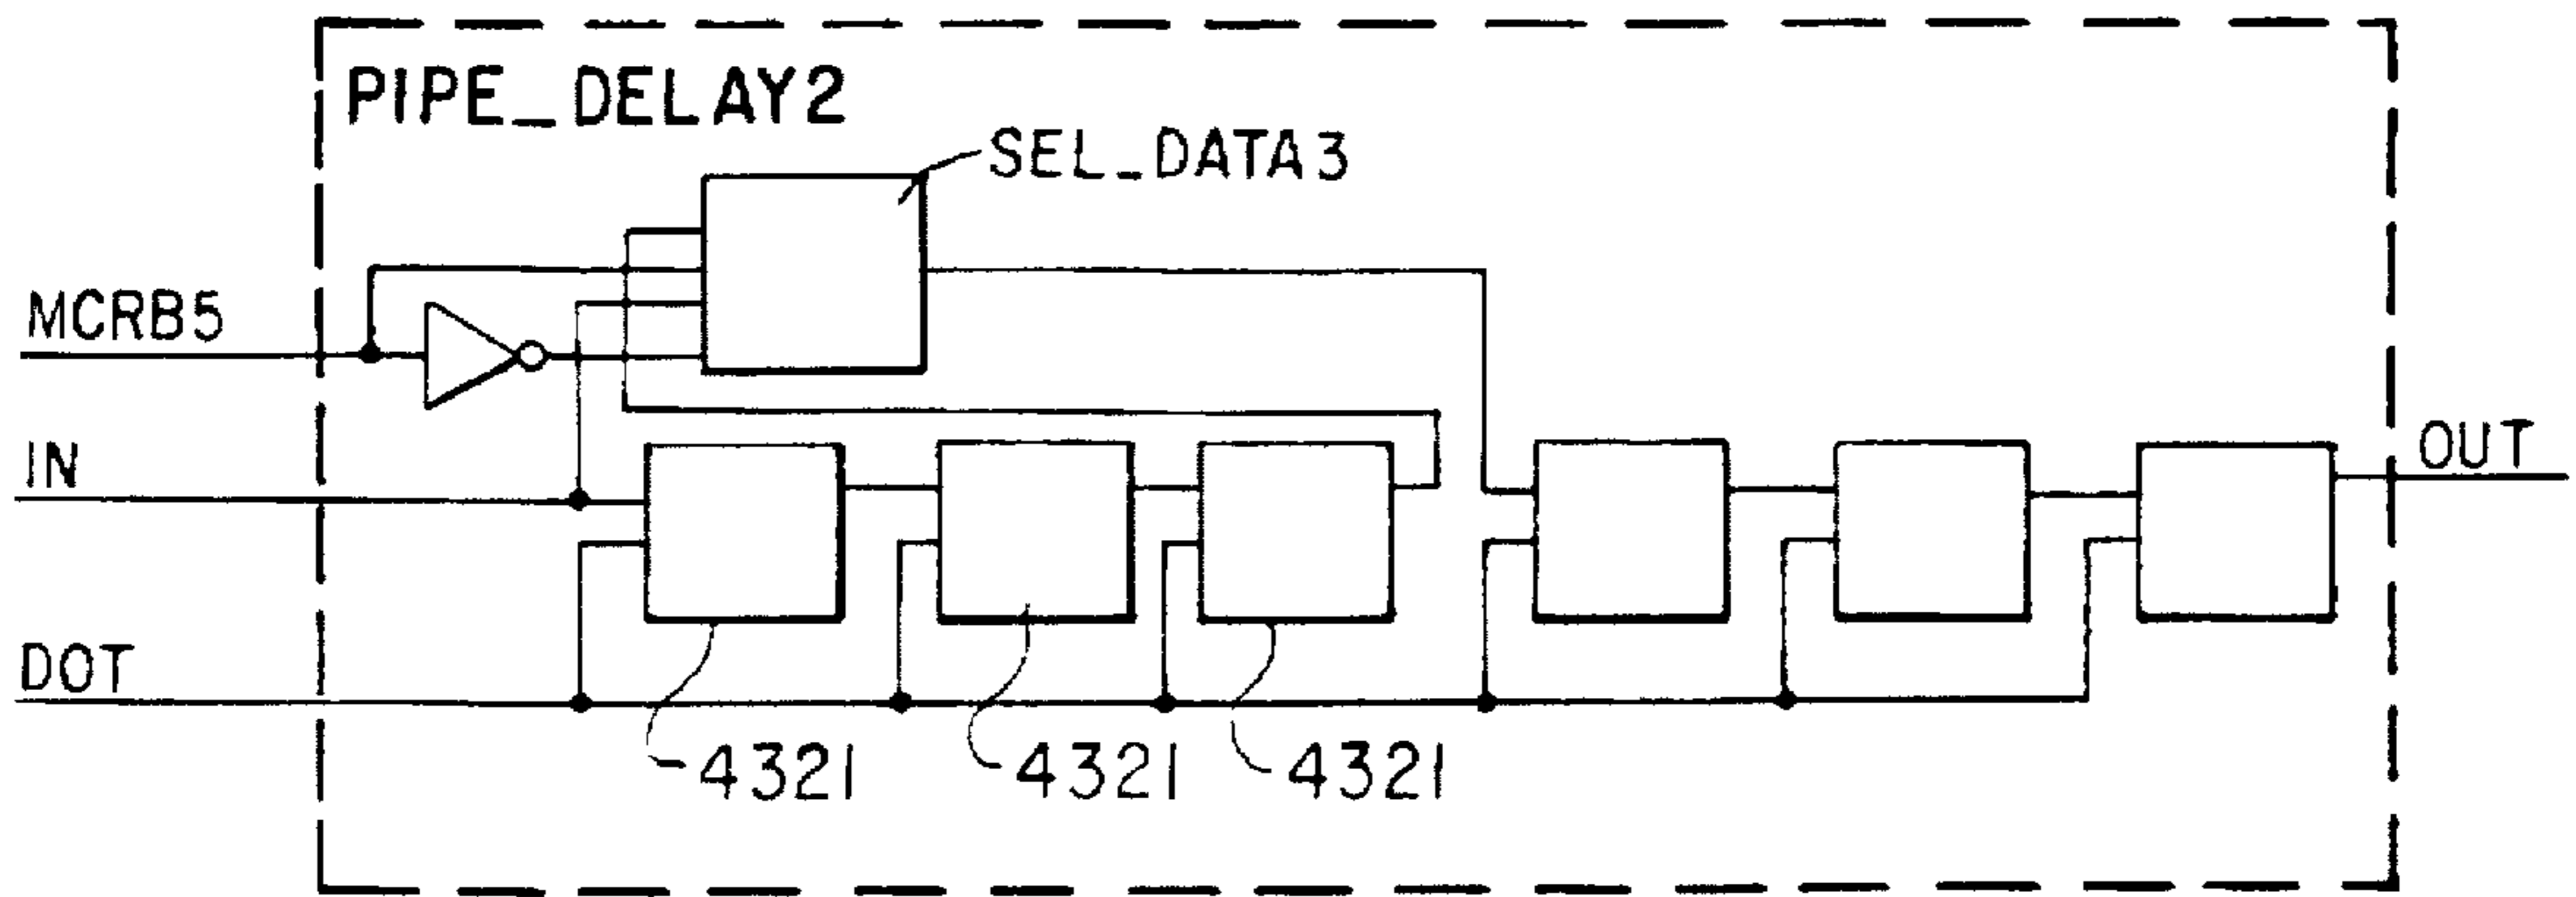 PIPE_DELAY2
SEL_DATA3
MCRB5
IN
OUT
DOT
4321
4321
4321